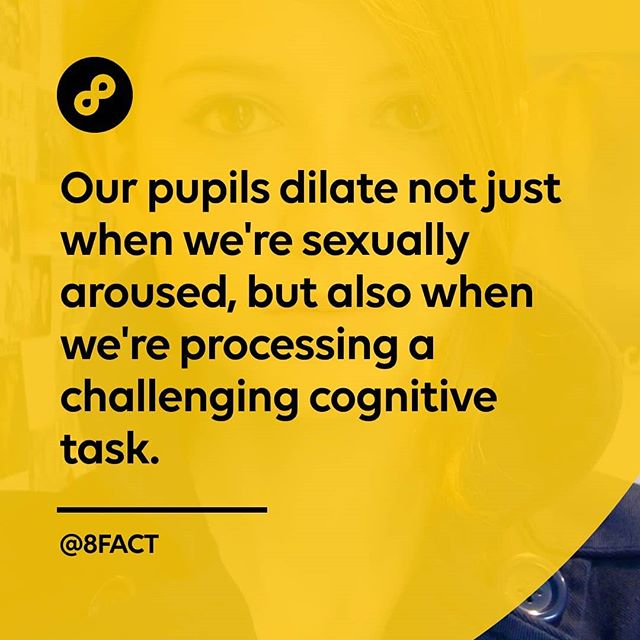 Our pupils dilate not just
when we're sexually
aroused, but also when
we're processing a
challenging cognitive
task.
@8FACT